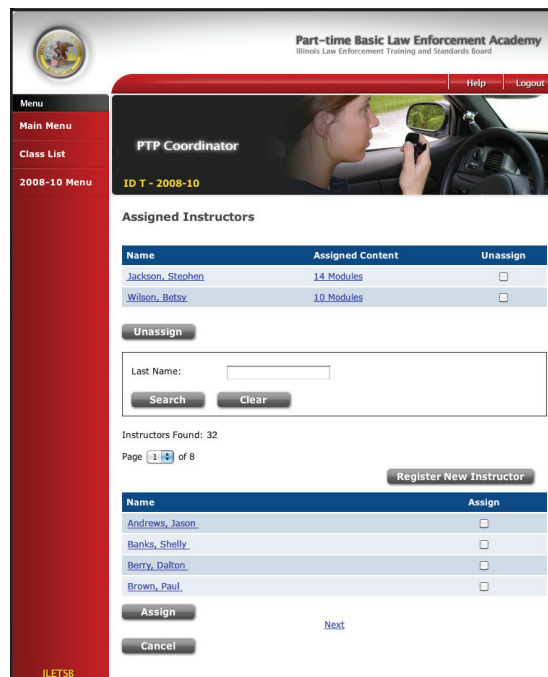 Part-time Basic Law Enforcement Academy
Illinois Law Enforcement Training and Standards Board
Help Logout
Menu
Main Menu
Class List
2008-10 Menu
PTP Coordinator
ID T - 2008-10
Assigned Instructors
Name Assigned Content Unassign
Jackson, Stephen 14 Modules
Wilson, Betsy 10 Modules
Unassign
Last Name:
Search Clear
Instructors Found: 32
Page 1 of 8
Register New Instructor
Name Assign
Andrews, Jason
Banks, Shelly
Berry, Dalton
Brown, Paul
Assign
Next
Cancel
ILETSB